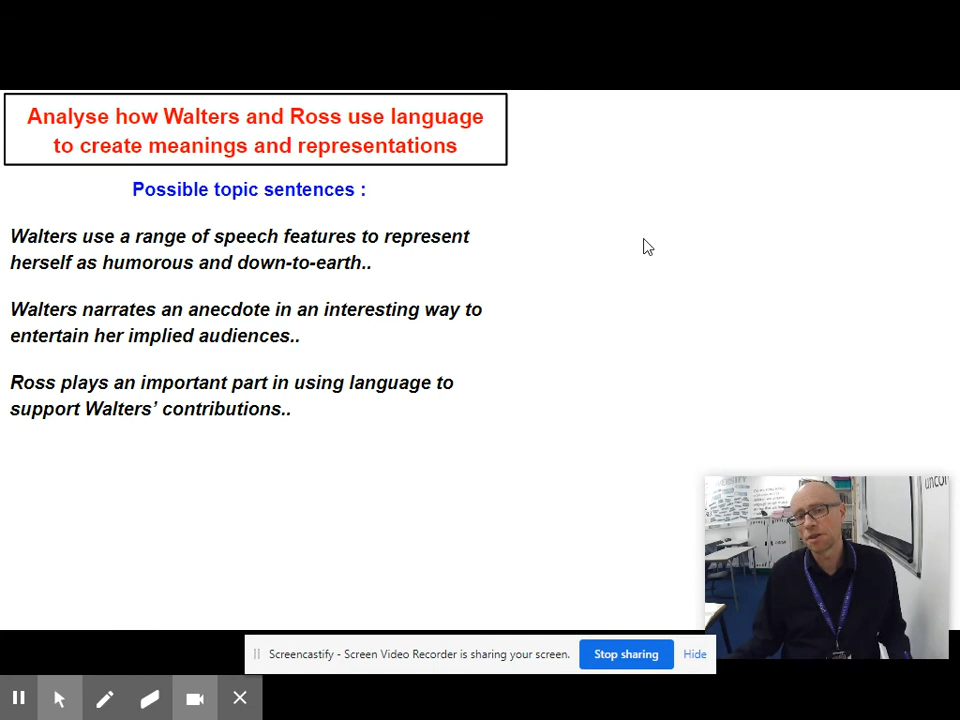 Analyse how Walters and Ross use language
to create meanings and representations
Possible topic sentences :
Walters use a range of speech features to represent
herself as humorous and down-to-earth..
Walters narrates an anecdote in an interesting way to
entertain her implied audiences..
Ross plays an important part in using language to
support Walters’ contributions..
Screencastify - Screen Video Recorder is sharing your screen.
Stop sharing
Hide